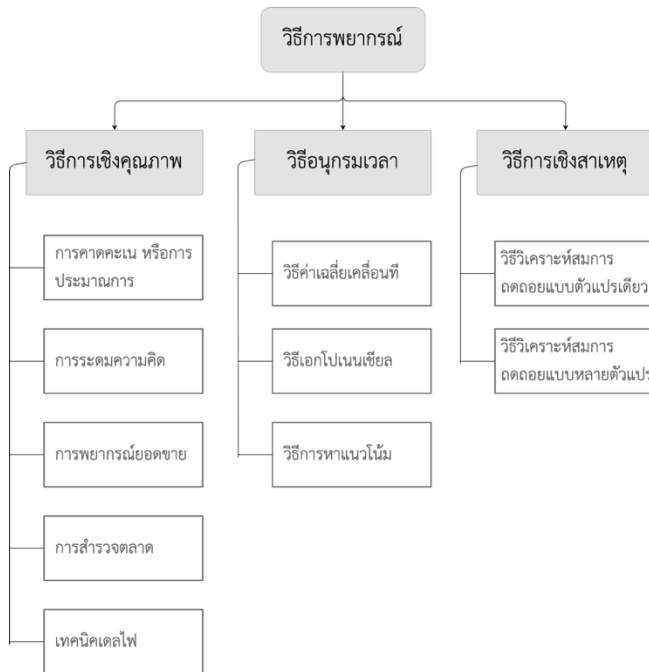 วิธีการพยากรณ์
วิธีการเชิงคุณภาพ
วิธีอนุกรมเวลา
วิธีการเชิงสาเหตุ
การคาดคะเน หรือการ
ประมาณการ
การระดมความคิด
การพยากรณ์ยอดขาย
การสำรวจตลาด
เทคนิคเดลไฟ
วิธีค่าเฉลี่ยเคลื่อนที่
วิธีเอกโปเนนเชียล
วิธีการหาแนวโน้ม
วิธีวิเคราะห์สมการ
ถดถอยแบบตัวแปรเดียว
วิธีวิเคราะห์สมการ
ถดถอยแบบหลายตัวแปร